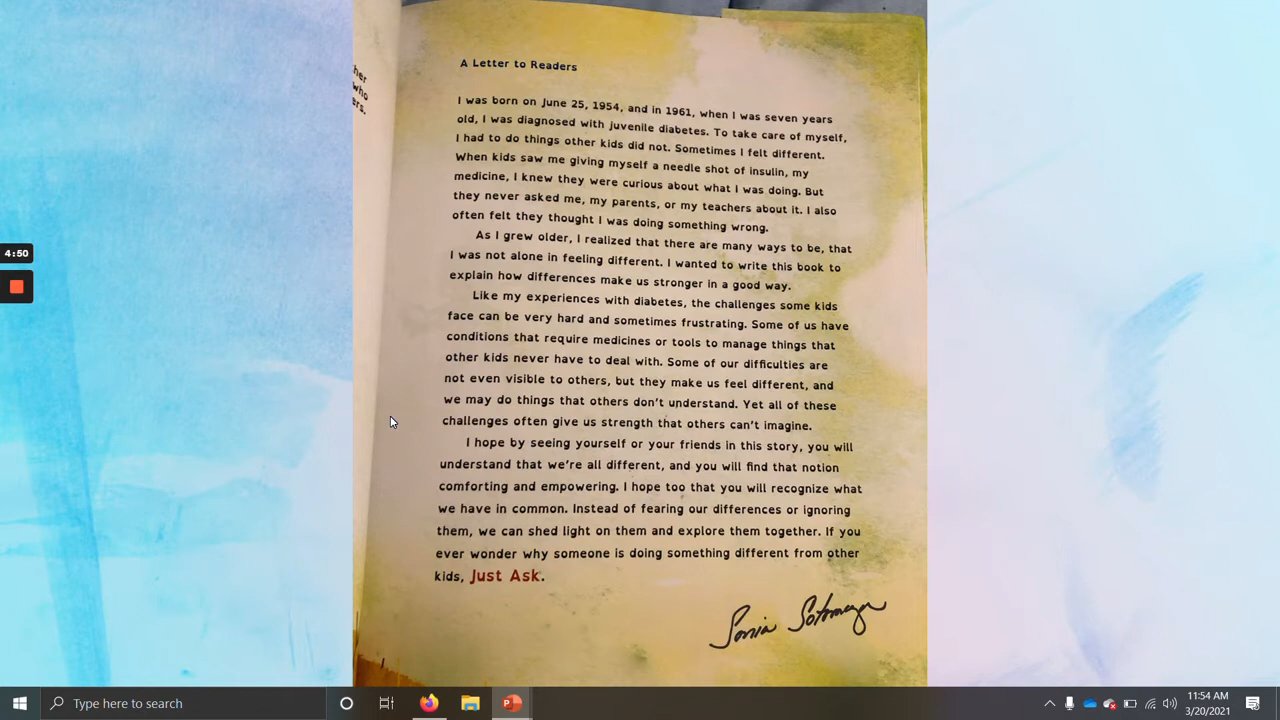 her
who
ers.
A Letter to Readers
I was born on June 25, 1954, and in 1961, when I was seven years
old, I was diagnosed with juvenile diabetes. To take care of myself,
I had to do things other kids did not. Sometimes I felt different.
When kids saw me giving myself a needle shot of insulin, my
medicine, I knew they were curious about what I was doing. But
they never asked me, my parents, or my teachers about it. I also
often felt they thought I was doing something wrong.
As I grew older, I realized that there are many ways to be, that
I was not alone in feeling different. I wanted to write this book to
explain how differences make us stronger in a good way.
Like my experiences with diabetes, the challenges some kids
face can be very hard and sometimes frustrating. Some of us have
conditions that require medicines or tools to manage things that
other kids never have to deal with. Some of our difficulties are
not even visible to others, but they make us feel different, and
we may do things that others don't understand. Yet all of these
challenges often give us strength that others can't imagine.
I hope by seeing yourself or your friends in this story, you will
understand that we're all different, and you will find that notion
comforting and empowering. I hope too that you will recognize what
we have in common. Instead of fearing our differences or ignoring
them, we can shed light on them and explore them together. If you
ever wonder why someone is doing something different from other
kids, Just Ask.
Sonia Sotomayor
4:50
Type here to search
11:54 AM
3/20/2021